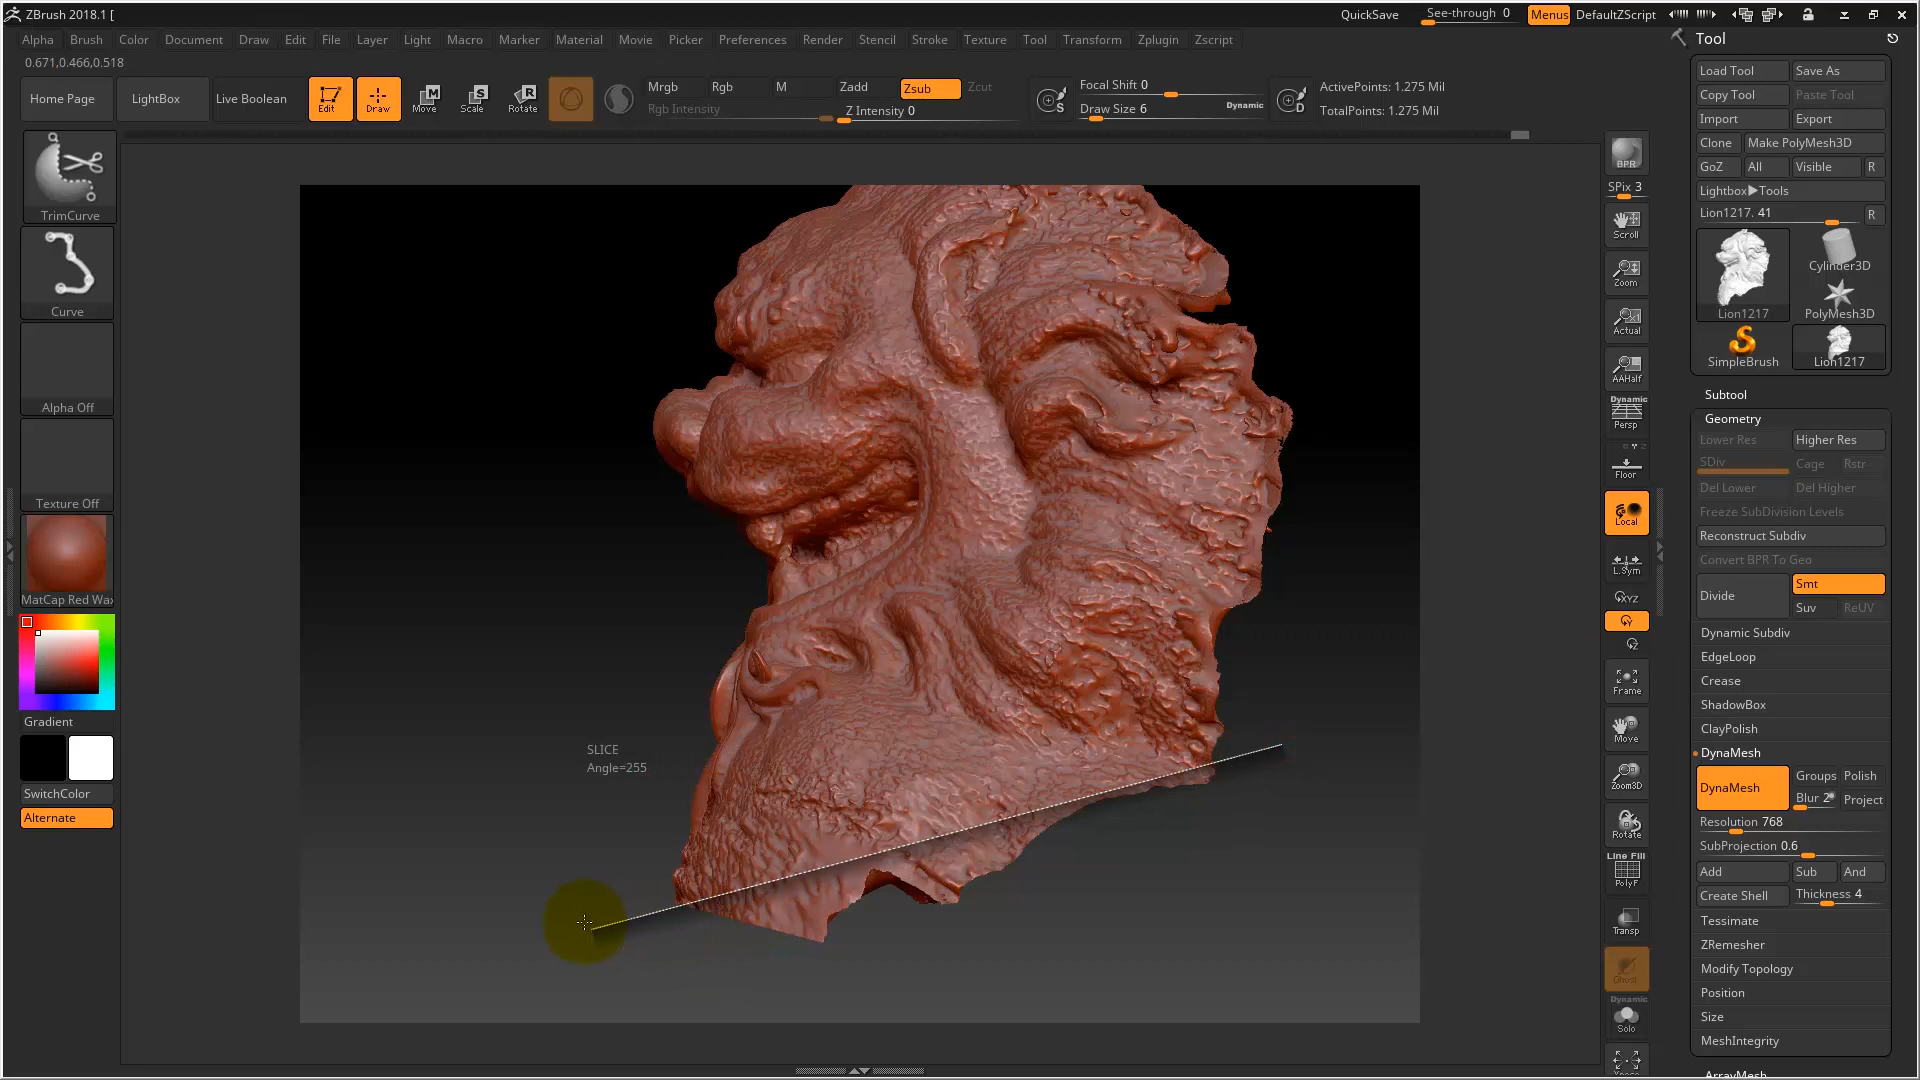 ZBrush 2018.1 [
QuickSave
See-through 0
Menus
DefaultZScript
Alpha Brush Color Document Draw Edit File Layer Light Macro Marker Material Movie Picker Preferences Render Stencil Stroke Texture Tool Transform Zplugin Zscript
0.671,0.466,0.518
Home Page
LightBox
Live Boolean
Edit
Draw
Move
Scale
Rotate
Mrgb Rgb M
Rgb Intensity
Zadd Zsub Zcut
Z Intensity 0
Focal Shift 0
Draw Size 6
Dynamic
ActivePoints: 1.275 Mil
TotalPoints: 1.275 Mil
TrimCurve
Curve
Alpha Off
Texture Off
MatCap Red Wax
Gradient
SwitchColor
Alternate
SLICE
Angle=255
BPR
SPix 3
Scroll
Zoom
Actual
AAHalf
Dynamic
Persp
Floor
Local
L.Sym
XYZ
Y
Z
Frame
Move
Zoom3D
Rotate
Line Fill
PolyF
Transp
Ghost
Dynamic
Solo
Xpose
Tool
Load Tool Save As
Copy Tool Paste Tool
Import Export
Clone Make PolyMesh3D
GoZ All Visible R
Lightbox▶Tools
Lion1217. 41 R
Lion1217
Cylinder3D
PolyMesh3D
SimpleBrush
Lion1217
Subtool
Geometry
Lower Res Higher Res
SDiv Cage Rstr
Del Lower Del Higher
Freeze SubDivision Levels
Reconstruct Subdiv
Convert BPR To Geo
Divide Smt
Suv ReUV
Dynamic Subdiv
EdgeLoop
Crease
ShadowBox
ClayPolish
DynaMesh
DynaMesh Groups Polish
Blur 2 Project
Resolution 768
SubProjection 0.6
Add Sub And
Create Shell Thickness 4
Tessimate
ZRemesher
Modify Topology
Position
Size
MeshIntegrity
ArrayMesh